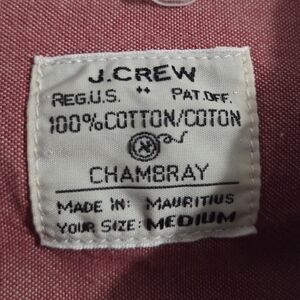 J.CREW
REG.U.S. " PAT.OFF.
100% COTTON/COTON
CHAMBRAY
MADE IN: MAURITIUS
YOUR SIZE: MEDIUM